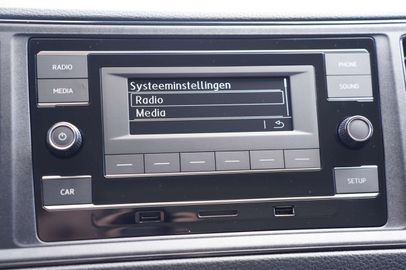 RADIO
MEDIA
Systeeminstellingen
Radio
Media
PHONE
SOUND
CAR
SETUP